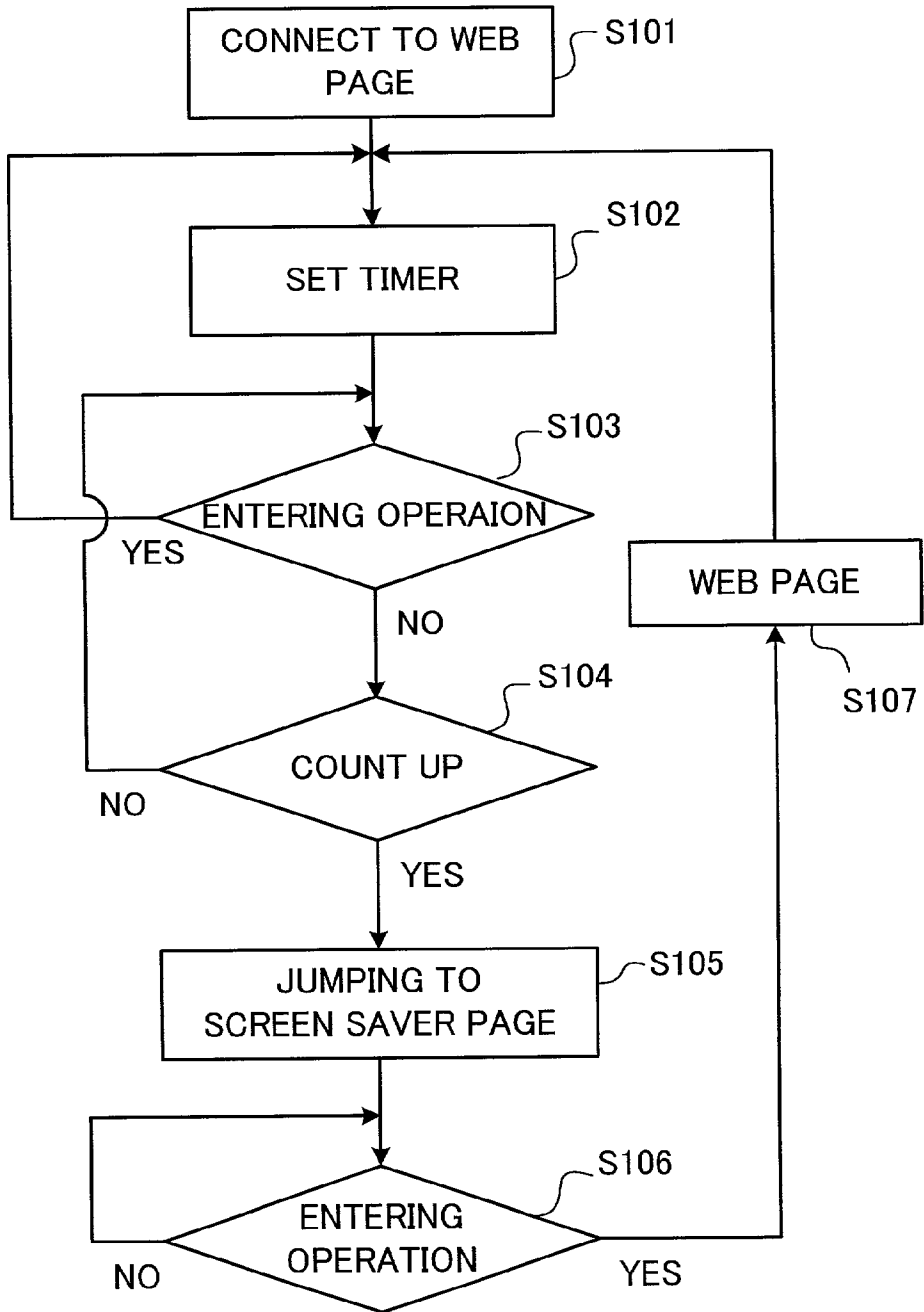 CONNECT TO WEB
PAGE
S101
S102
SET TIMER
S103
ENTERING OPERAION
YES
NO
WEB PAGE
S107
S104
COUNT UP
NO
YES
S105
JUMPING TO
SCREEN SAVER PAGE
S106
ENTERING
OPERATION
NO
YES